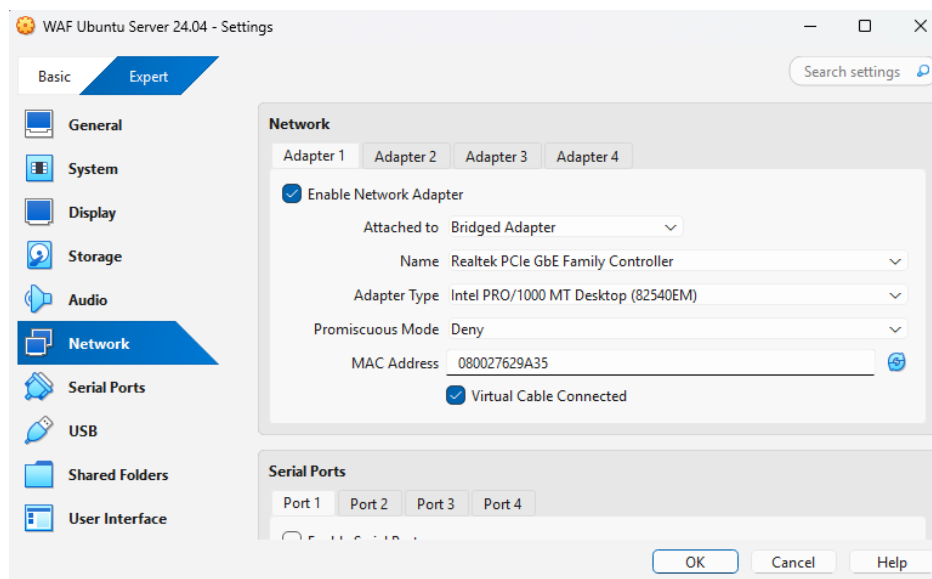 WAF Ubuntu Server 24.04 - Settings
Basic
Expert
Search settings
General
System
Display
Storage
Audio
Network
Serial Ports
USB
Shared Folders
User Interface
Network
Adapter 1 Adapter 2 Adapter 3 Adapter 4
Enable Network Adapter
Attached to Bridged Adapter
Name Realtek PCIe GbE Family Controller
Adapter Type Intel PRO/1000 MT Desktop (82540EM)
Promiscuous Mode Deny
MAC Address 080027629A35
Virtual Cable Connected
Serial Ports
Port 1 Port 2 Port 3 Port 4
OK Cancel Help